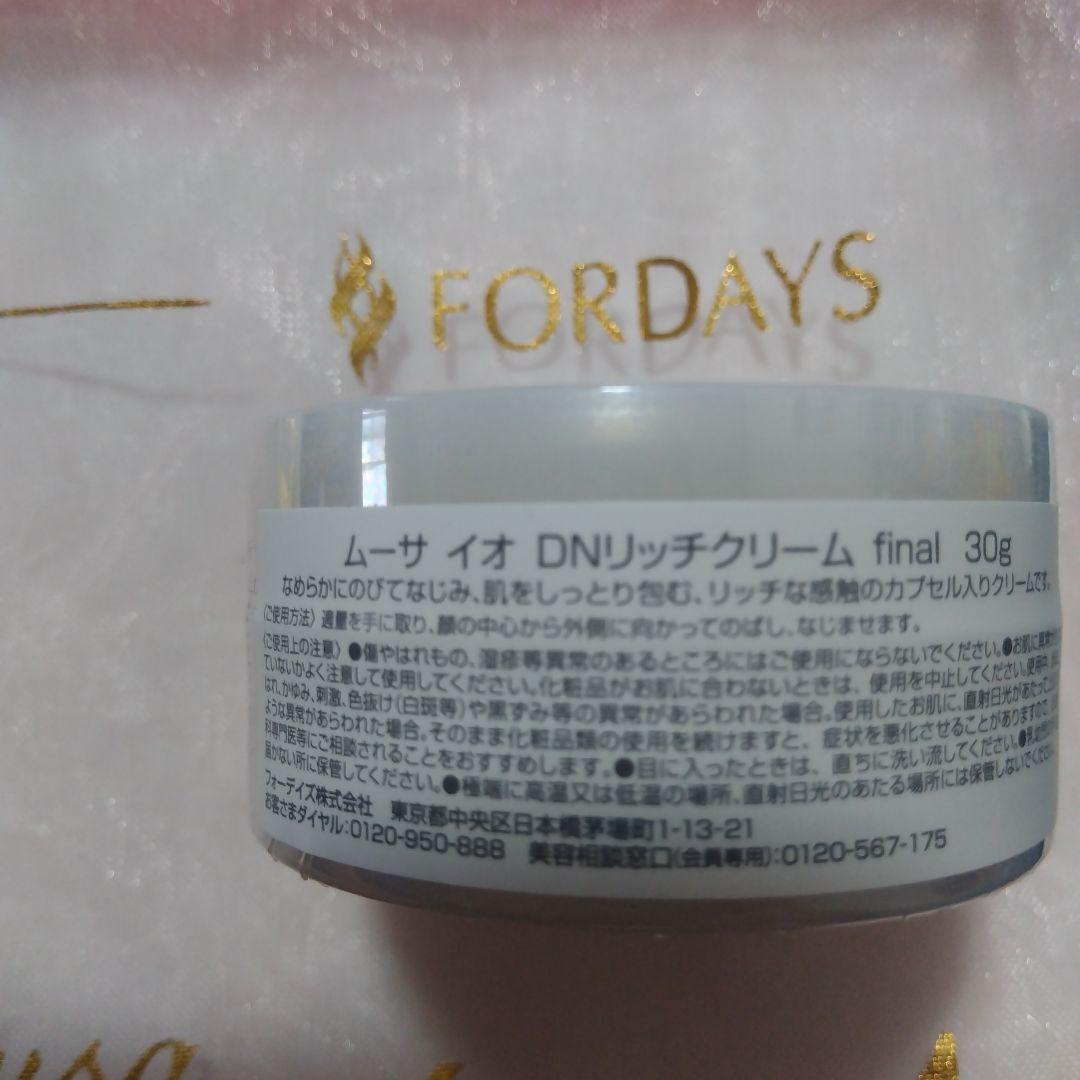 FORDAYS
ムーサ イオ DNリッチクリーム final 30g
なめらかにのびてなじみ、肌をしっとり包む、リッチな感触のカプセル入りクリームです。
〈ご使用方法〉適量を手に取り、顔の中心から外側に向かってのばし、なじませます。
〈ご使用上の注意〉●傷やはれもの、湿疹等異常のあるところにはご使用にならないでください。●お肌に異常が
ていないかよく注意して使用してください。化粧品がお肌に合わないときは、使用を中止してください。使用中、
はれ、かゆみ、刺激、色抜け(白斑等)や黒ずみ等の異常があらわれた場合。使用したお肌に、直射日光があたって
ような異常があらわれた場合。そのまま化粧品類の使用を続けますと、症状を悪化させることがありますので
科専門医等にご相談されることをおすすめします。●目に入ったときは、直ちに洗い流してください。●乳幼児
届かない所に保管してください。●極端に高温又は低温の場所、直射日光のあたる場所には保管しないでくださ
フォーデイズ株式会社 東京都中央区日本橋茅場町1-13-21
お客さまダイヤル:0120-950-888 美容相談窓口(会員専用):0120-567-175